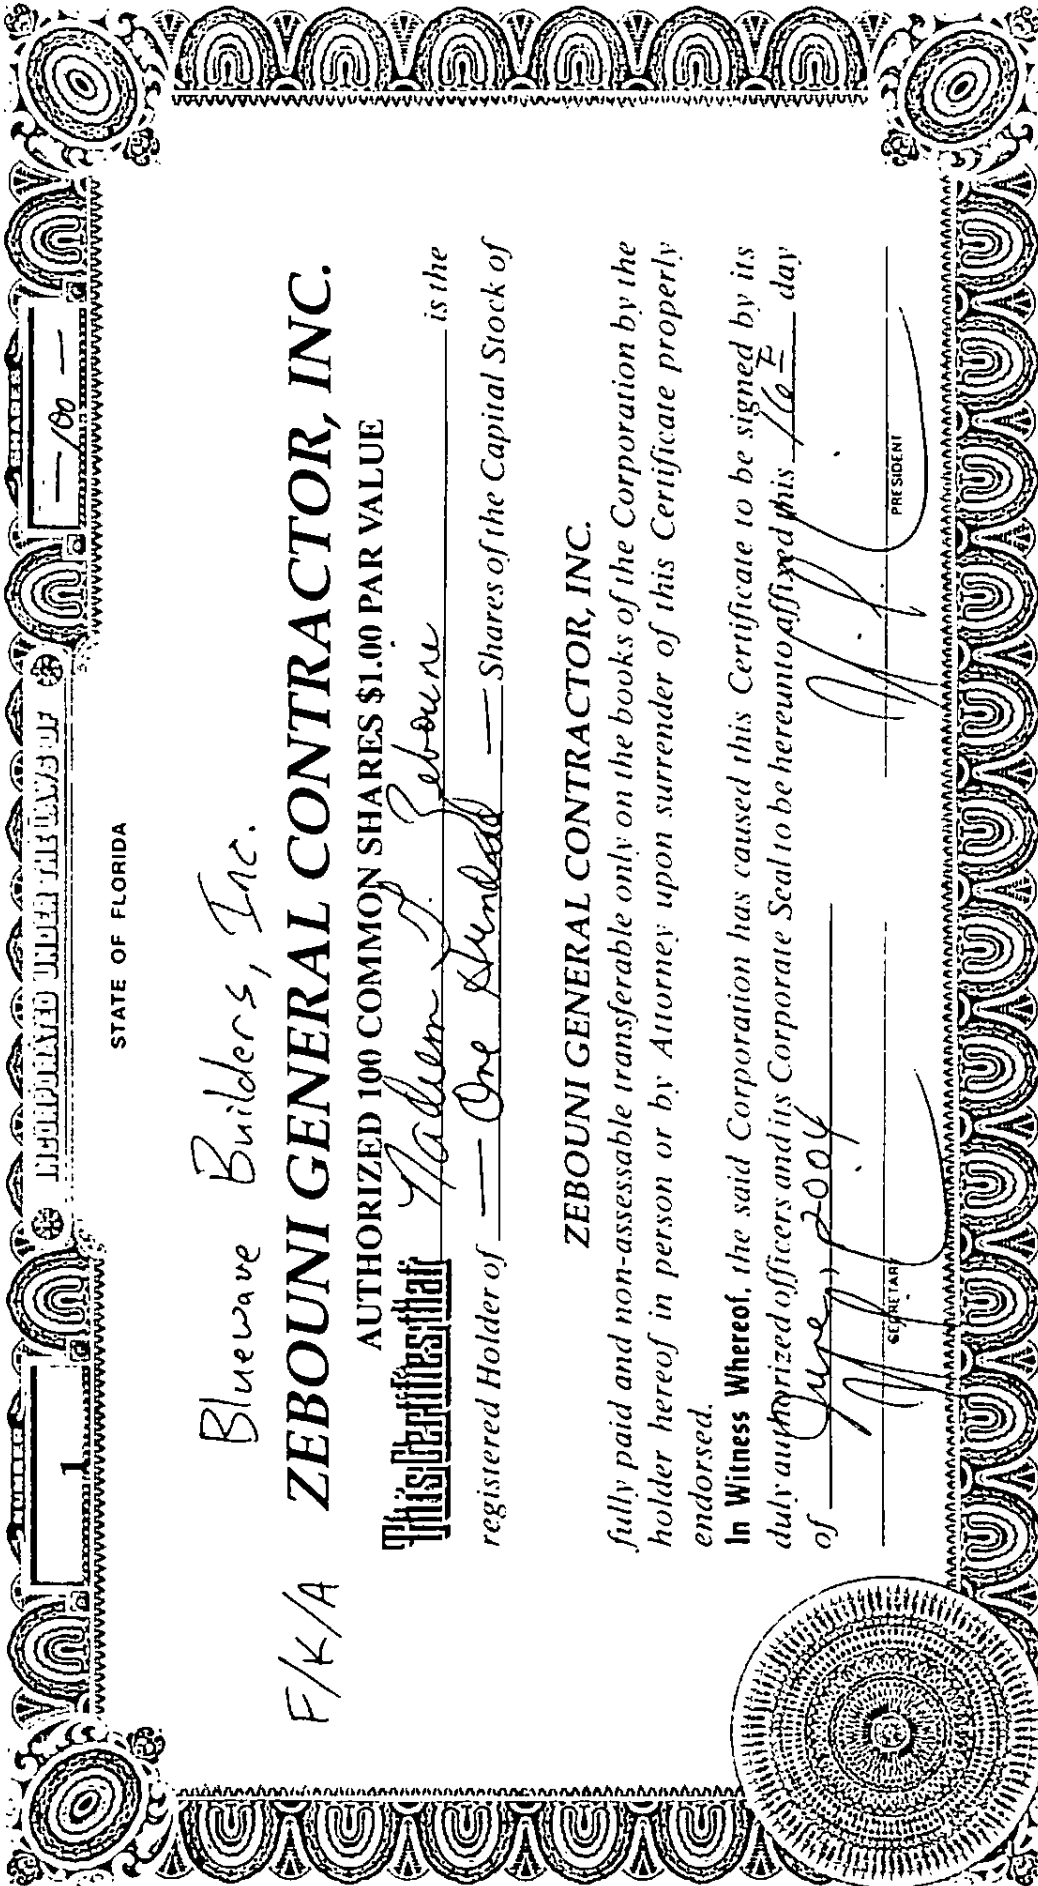 NUMBER
1
INCORPORATED UNDER THE LAWS OF
SHARES
— 100 —
STATE OF FLORIDA
Bluewave Builders, Inc.
F/K/A ZEBOUNI GENERAL CONTRACTOR, INC.
AUTHORIZED 100 COMMON SHARES $1.00 PAR VALUE
This Certifies that Nadeem J. Zebouni is the
registered Holder of — One Hundred — Shares of the Capital Stock of
ZEBOUNI GENERAL CONTRACTOR, INC.
fully paid and non-assessable transferable only on the books of the Corporation by the
holder hereof in person or by Attorney upon surrender of this Certificate properly
endorsed.
In Witness Whereof, the said Corporation has caused this Certificate to be signed by its
duly authorized officers and its Corporate Seal to be hereunto affixed this 16 day
of June, 2004
SECRETARY
PRESIDENT